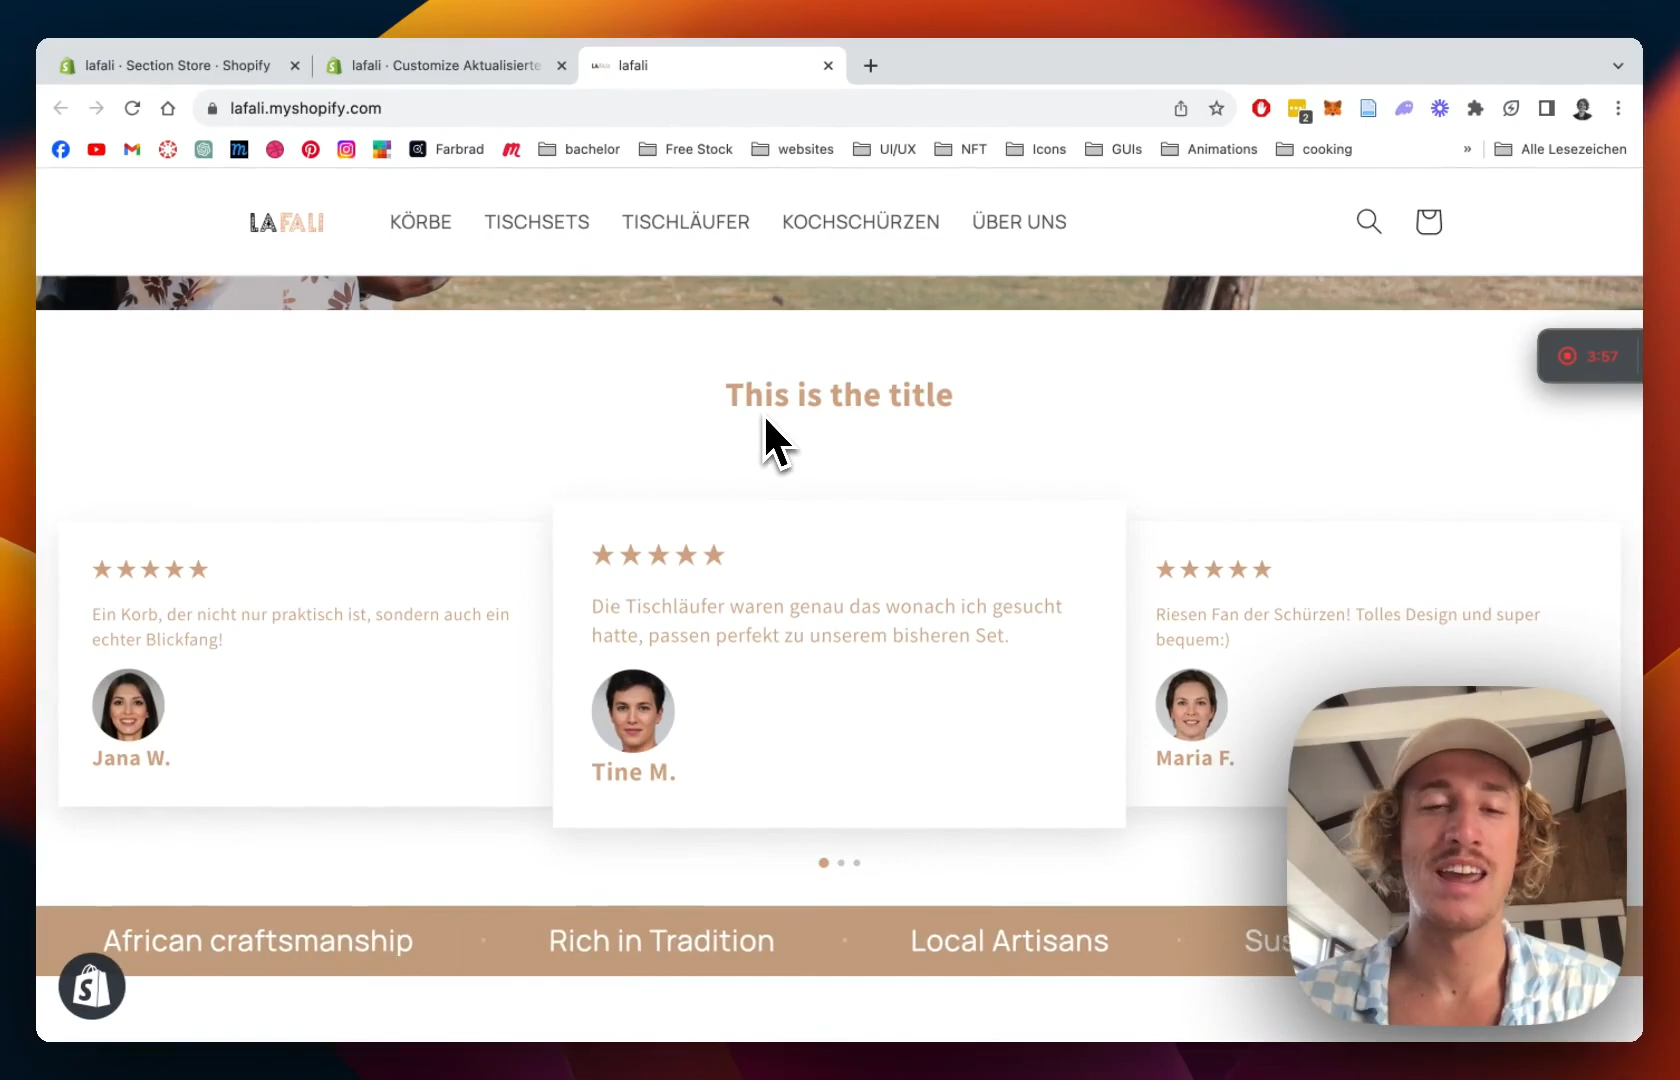 lafali · Section Store · Shopify
lafali · Customize Aktualisierte
lafali
lafali.myshopify.com
2
Farbrad
bachelor
Free Stock
websites
UI/UX
NFT
Icons
GUIs
Animations
cooking
»
Alle Lesezeichen
LAFALI
KÖRBE
TISCHSETS
TISCHLÄUFER
KOCHSCHÜRZEN
ÜBER UNS
3:57
This is the title
Ein Korb, der nicht nur praktisch ist, sondern auch ein
echter Blickfang!
Jana W.
Die Tischläufer waren genau das wonach ich gesucht
hatte, passen perfekt zu unserem bisheren Set.
Tine M.
Riesen Fan der Schürzen! Tolles Design und super
bequem:)
Maria F.
African craftsmanship · Rich in Tradition · Local Artisans · Sus